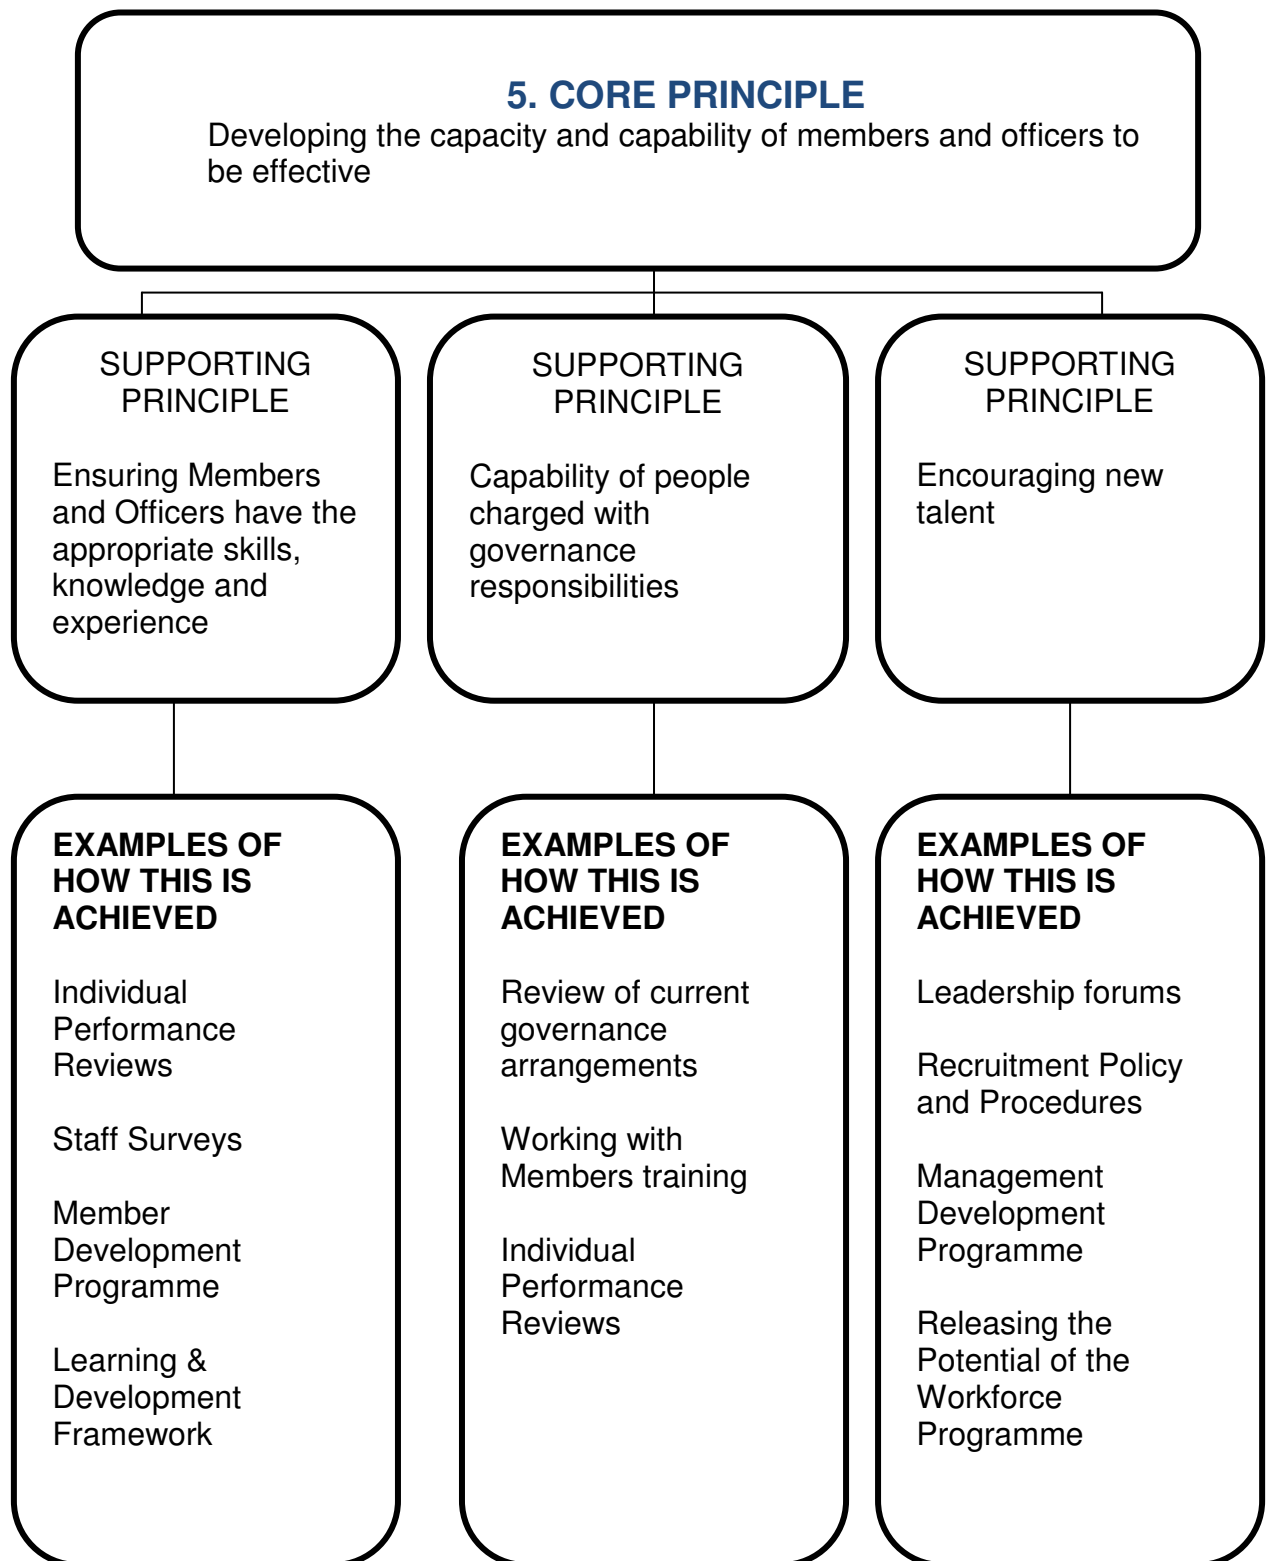 5. CORE PRINCIPLE
Developing the capacity and capability of members and officers to
be effective
SUPPORTING
PRINCIPLE
Ensuring Members
and Officers have the
appropriate skills,
knowledge and
experience
SUPPORTING
PRINCIPLE
Capability of people
charged with
governance
responsibilities
SUPPORTING
PRINCIPLE
Encouraging new
talent
EXAMPLES OF
HOW THIS IS
ACHIEVED
Individual
Performance
Reviews
Staff Surveys
Member
Development
Programme
Learning &
Development
Framework
EXAMPLES OF
HOW THIS IS
ACHIEVED
Review of current
governance
arrangements
Working with
Members training
Individual
Performance
Reviews
EXAMPLES OF
HOW THIS IS
ACHIEVED
Leadership forums
Recruitment Policy
and Procedures
Management
Development
Programme
Releasing the
Potential of the
Workforce
Programme